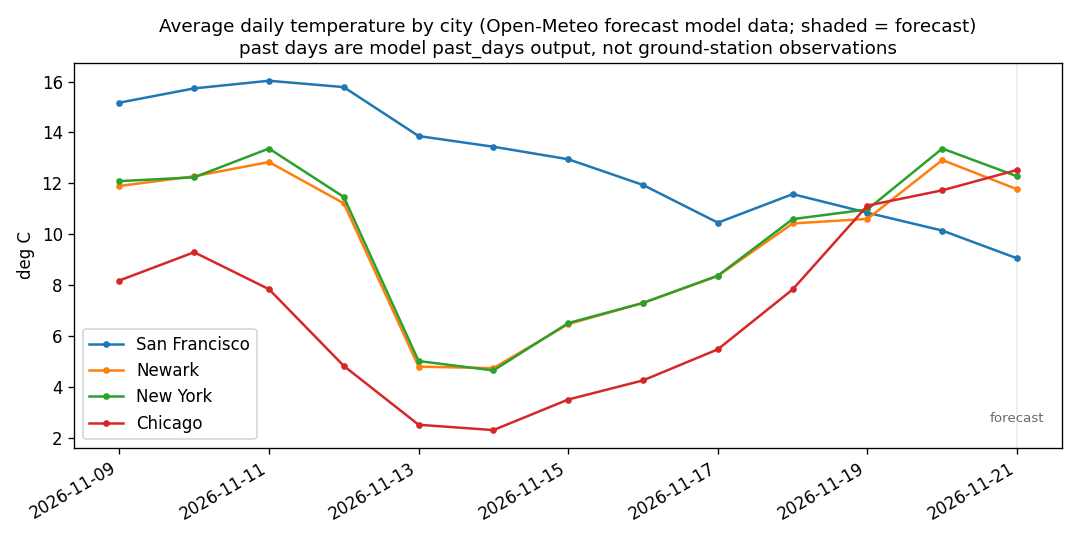 Average daily temperature by city (Open-Meteo forecast model data; shaded = forecast)
past days are model past_days output, not ground-station observations
deg C
16
14
12
10
8
6
4
2
San Francisco
Newark
New York
Chicago
forecast
2026-11-09
2026-11-11
2026-11-13
2026-11-15
2026-11-17
2026-11-19
2026-11-21